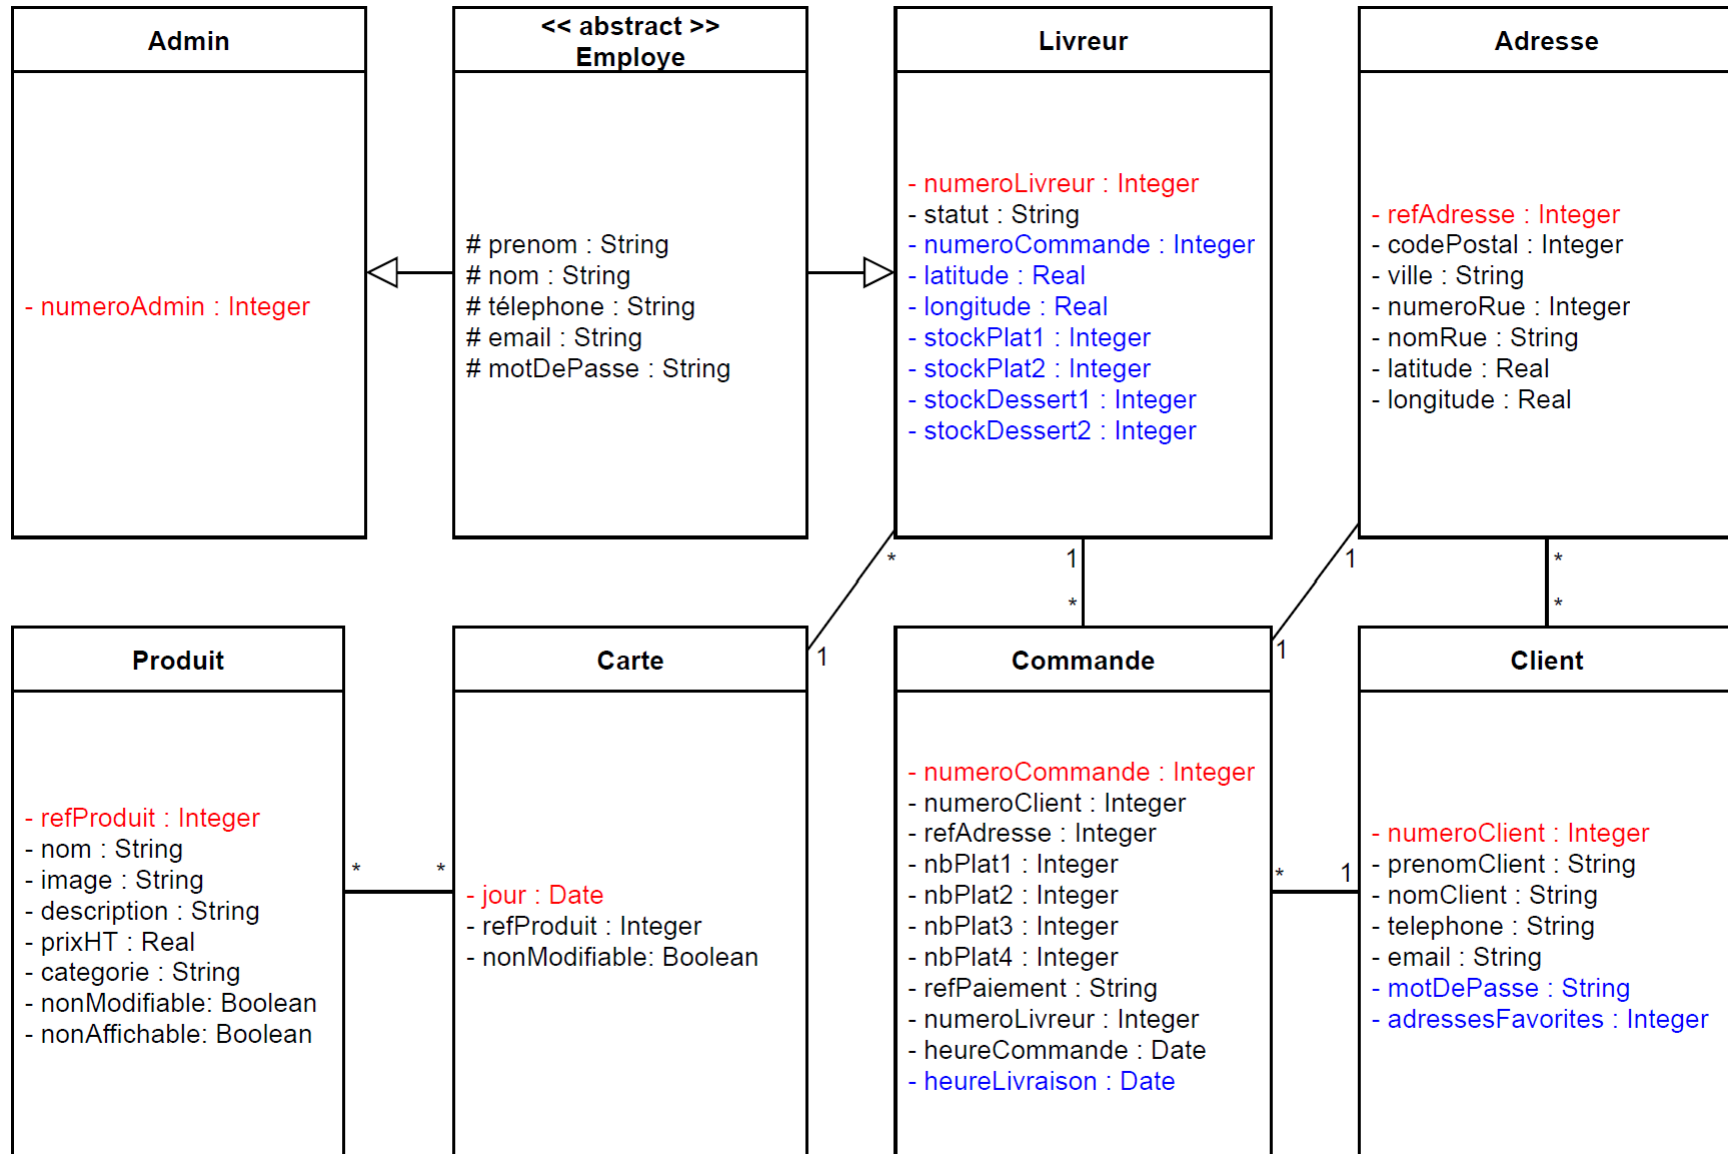 Admin
- numeroAdmin : Integer
<< abstract >>
Employe
# prenom : String
# nom : String
# télephone : String
# email : String
# motDePasse : String
Livreur
- numeroLivreur : Integer
- statut : String
- numeroCommande : Integer
- latitude : Real
- longitude : Real
- stockPlat1 : Integer
- stockPlat2 : Integer
- stockDessert1 : Integer
- stockDessert2 : Integer
Adresse
- refAdresse : Integer
- codePostal : Integer
- ville : String
- numeroRue : Integer
- nomRue : String
- latitude : Real
- longitude : Real
*
1
1
*
1
1
*
*
Produit
- refProduit : Integer
- nom : String
- image : String
- description : String
- prixHT : Real
- categorie : String
- nonModifiable: Boolean
- nonAffichable: Boolean
*
*
Carte
- jour : Date
- refProduit : Integer
- nonModifiable: Boolean
Commande
- numeroCommande : Integer
- numeroClient : Integer
- refAdresse : Integer
- nbPlat1 : Integer
- nbPlat2 : Integer
- nbPlat3 : Integer
- nbPlat4 : Integer
- refPaiement : String
- numeroLivreur : Integer
- heureCommande : Date
- heureLivraison : Date
*
1
Client
- numeroClient : Integer
- prenomClient : String
- nomClient : String
- telephone : String
- email : String
- motDePasse : String
- adressesFavorites : Integer